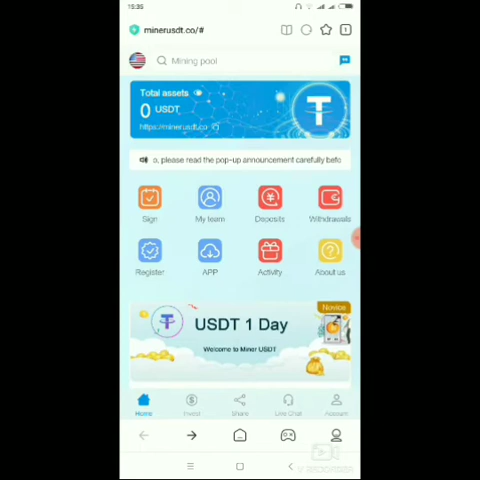 15:35
minerusdt.co/#
1
Mining pool
Total assets
0 USDT
https://minerusdt.co
o, please read the pop-up announcement carefully befo
Sign
My team
Deposits
Withdrawals
Register
APP
Activity
About us
Novice
USDT 1 Day
Welcome to Miner USDT
Home
Invest
Share
Line Chat
Account